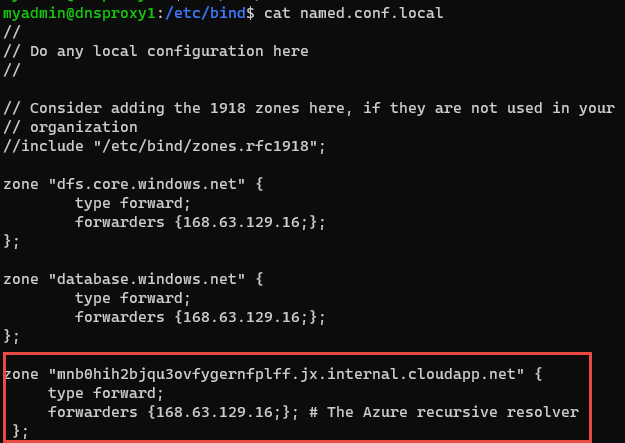 myadmin@dnsproxy1:/etc/bind$ cat named.conf.local
//
// Do any local configuration here
//
// Consider adding the 1918 zones here, if they are not used in your
// organization
//include "/etc/bind/zones.rfc1918";
zone "dfs.core.windows.net" {
type forward;
forwarders {168.63.129.16;};
};
zone "database.windows.net" {
type forward;
forwarders {168.63.129.16;};
};
zone "mnb0hih2bjqu3ovfygernfplff.jx.internal.cloudapp.net" {
type forward;
forwarders {168.63.129.16;}; # The Azure recursive resolver
};